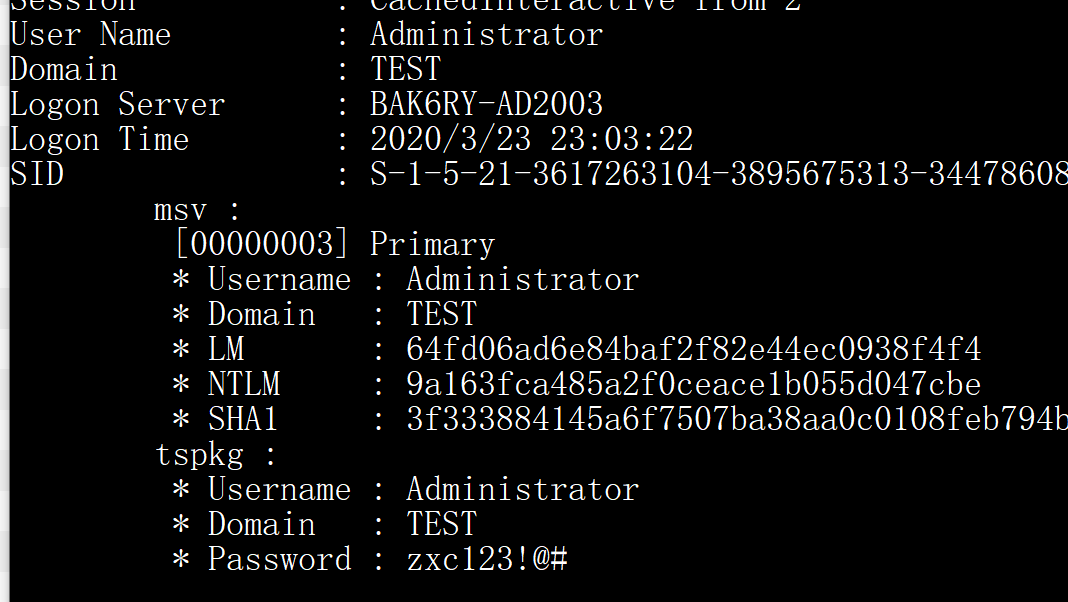 Session : CachedInteractive from 2
User Name : Administrator
Domain : TEST
Logon Server : BAK6RY-AD2003
Logon Time : 2020/3/23 23:03:22
SID : S-1-5-21-3617263104-3895675313-34478608
msv :
[00000003] Primary
* Username : Administrator
* Domain : TEST
* LM : 64fd06ad6e84baf2f82e44ec0938f4f4
* NTLM : 9a163fca485a2f0ceace1b055d047cbe
* SHA1 : 3f333884145a6f7507ba38aa0c0108feb794b
tspkg :
* Username : Administrator
* Domain : TEST
* Password : zxc123!@#